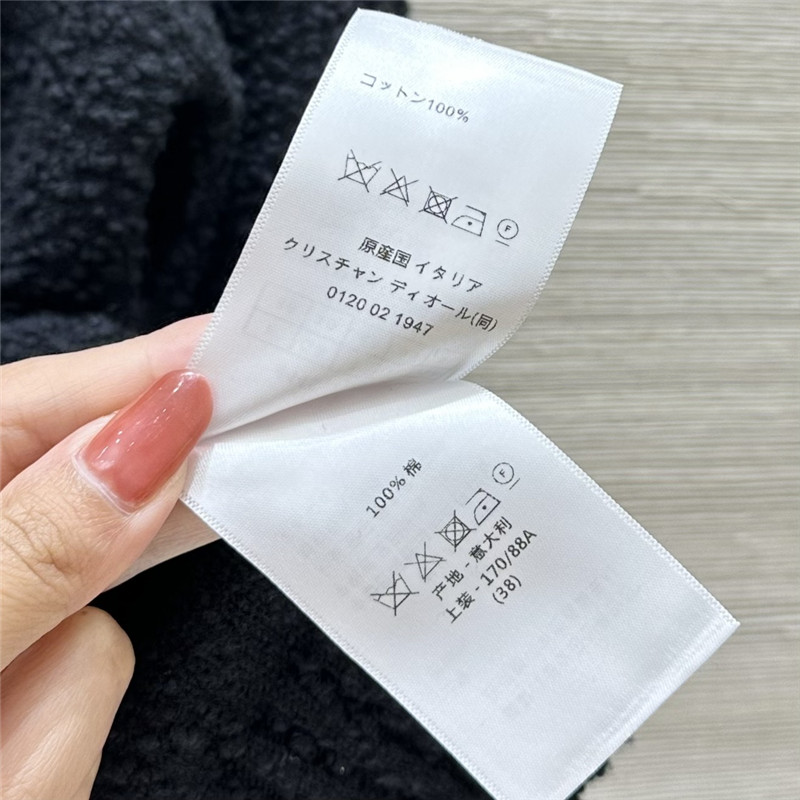 コットン100%
F
原産国 イタリア
クリスチャン ディオール(同)
0120 02 1947
100% 棉
F
产地 - 意大利
上装 - 170/88A
(38)